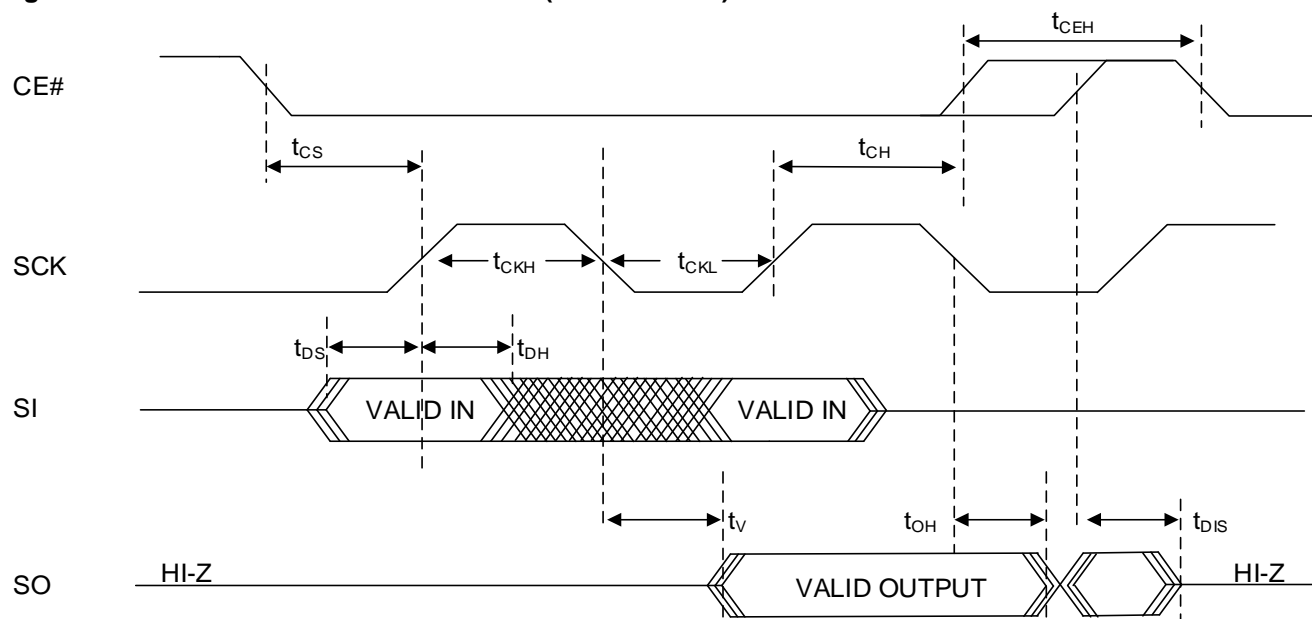 tCEH
CE#
tCS
tCH
SCK
tCKH
tCKL
tDS
tDH
SI
VALID IN
VALID IN
tV
tOH
tDIS
SO
HI-Z
VALID OUTPUT
HI-Z